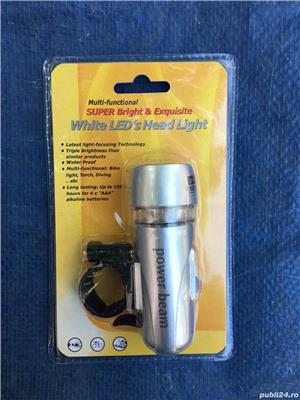 Multi-functional
SUPER Bright & Exquisite
White LED's Head Light
• Latest light-focusing Technology
• Triple Brightness than
similar products
• Water Proof
• Multi-functional: Bike
light, Torch, Diving
.. etc
• Long lasting: Up to 150
hours for 4 x "AAA"
alkaline batteries
power beam
publi24.ro